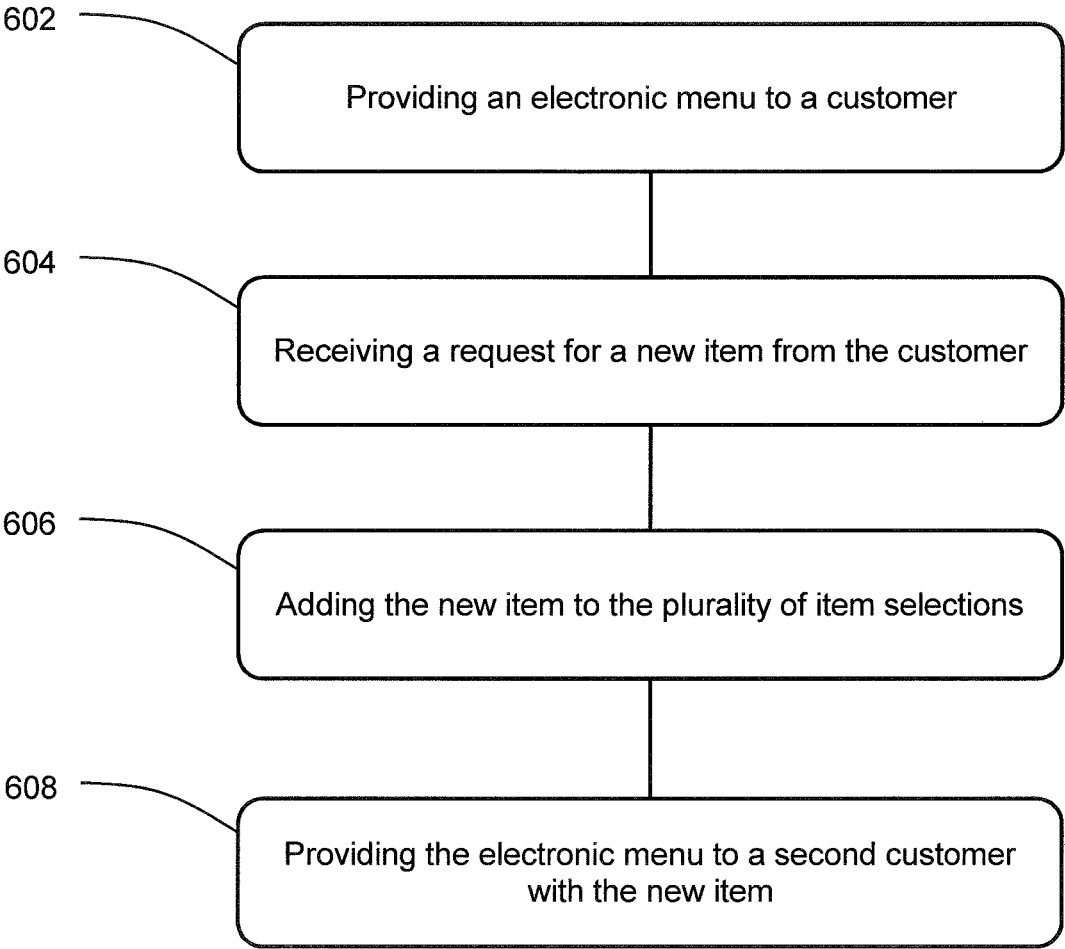 602
Providing an electronic menu to a customer
604
Receiving a request for a new item from the customer
606
Adding the new item to the plurality of item selections
608
Providing the electronic menu to a second customer
with the new item